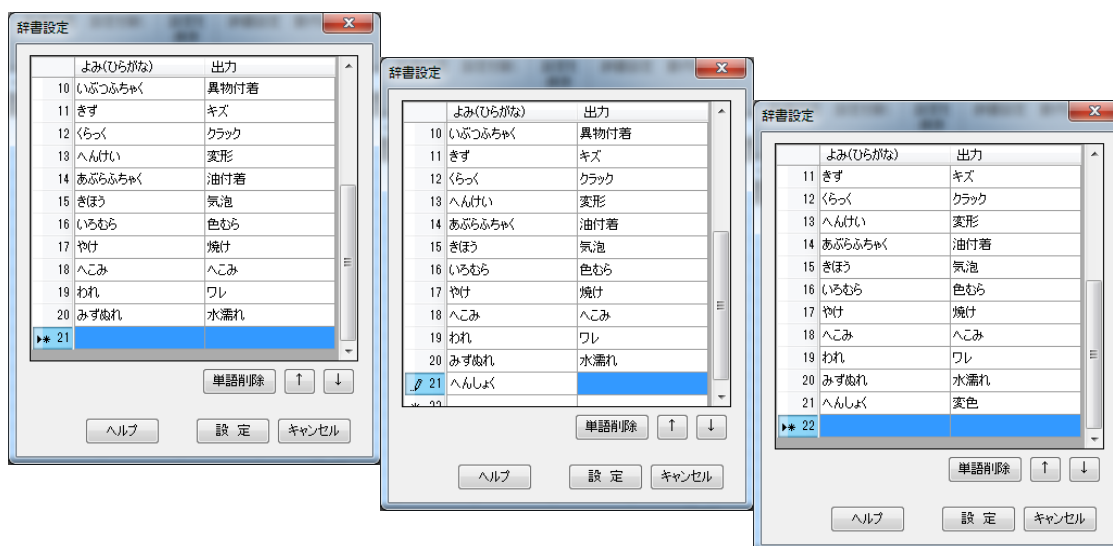 辞書設定
よみ(ひらがな) 出力
10 いぶつふちゃく 異物付着
11 きず キズ
12 くらっく クラック
13 へんけい 変形
14 あぶらふちゃく 油付着
15 きほう 気泡
16 いろむら 色むら
17 やけ 焼け
18 へこみ へこみ
19 われ ワレ
20 みずぬれ 水濡れ
21
単語削除 ↑ ↓
ヘルプ 設 定 キャンセル
辞書設定
よみ(ひらがな) 出力
10 いぶつふちゃく 異物付着
11 きず キズ
12 くらっく クラック
13 へんけい 変形
14 あぶらふちゃく 油付着
15 きほう 気泡
16 いろむら 色むら
17 やけ 焼け
18 へこみ へこみ
19 われ ワレ
20 みずぬれ 水濡れ
21 へんしょく
単語削除 ↑ ↓
ヘルプ 設 定 キャンセル
辞書設定
よみ(ひらがな) 出力
11 きず キズ
12 くらっく クラック
13 へんけい 変形
14 あぶらふちゃく 油付着
15 きほう 気泡
16 いろむら 色むら
17 やけ 焼け
18 へこみ へこみ
19 われ ワレ
20 みずぬれ 水濡れ
21 へんしょく 変色
22
単語削除 ↑ ↓
ヘルプ 設 定 キャンセル